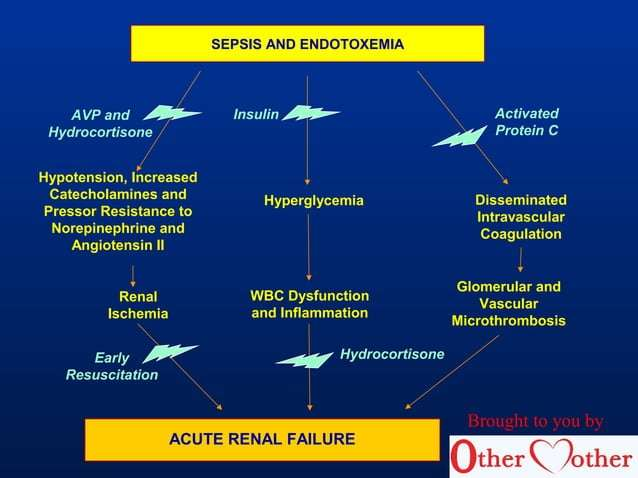 SEPSIS AND ENDOTOXEMIA
AVP and
Hydrocortisone
Insulin
Activated
Protein C
Hypotension, Increased
Catecholamines and
Pressor Resistance to
Norepinephrine and
Angiotensin II
Hyperglycemia
Disseminated
Intravascular
Coagulation
Renal
Ischemia
WBC Dysfunction
and Inflammation
Glomerular and
Vascular
Microthrombosis
Early
Resuscitation
Hydrocortisone
ACUTE RENAL FAILURE
Brought to you by
Other other